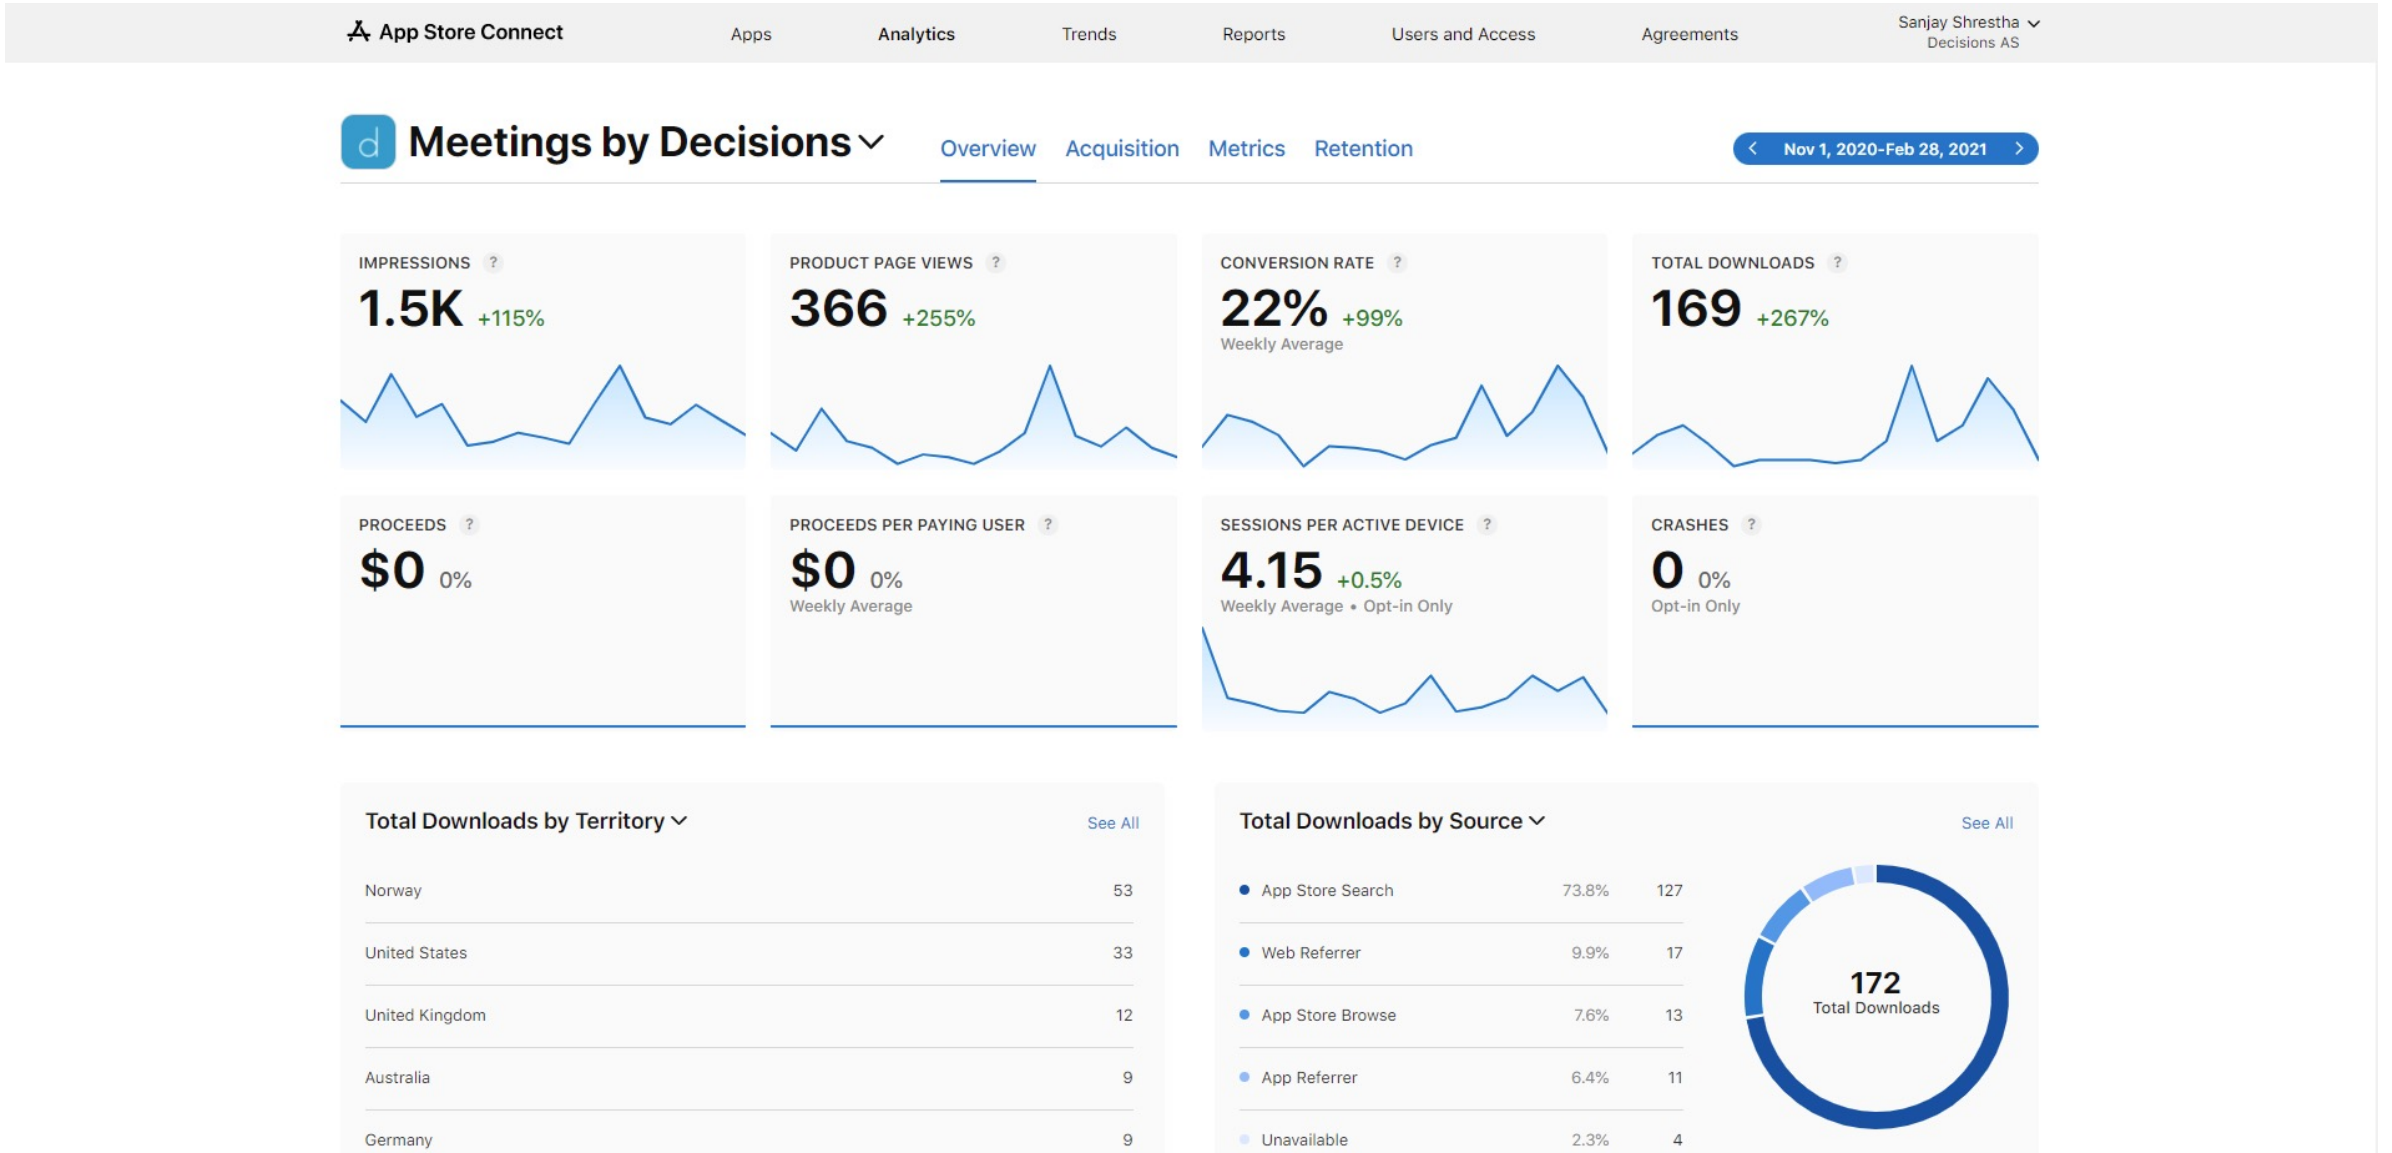 App Store Connect
Apps
Analytics
Trends
Reports
Users and Access
Agreements
Sanjay Shrestha
Decisions AS
d
Meetings by Decisions
Overview
Acquisition
Metrics
Retention
Nov 1, 2020-Feb 28, 2021
IMPRESSIONS ?
1.5K +115%
PRODUCT PAGE VIEWS ?
366 +255%
CONVERSION RATE ?
22% +99%
Weekly Average
TOTAL DOWNLOADS ?
169 +267%
PROCEEDS ?
$0 0%
PROCEEDS PER PAYING USER ?
$0 0%
Weekly Average
SESSIONS PER ACTIVE DEVICE ?
4.15 +0.5%
Weekly Average • Opt-in Only
CRASHES ?
0 0%
Opt-in Only
Total Downloads by Territory
See All
Norway 53
United States 33
United Kingdom 12
Australia 9
Germany 9
Total Downloads by Source
See All
App Store Search 73.8% 127
Web Referrer 9.9% 17
App Store Browse 7.6% 13
App Referrer 6.4% 11
Unavailable 2.3% 4
172
Total Downloads